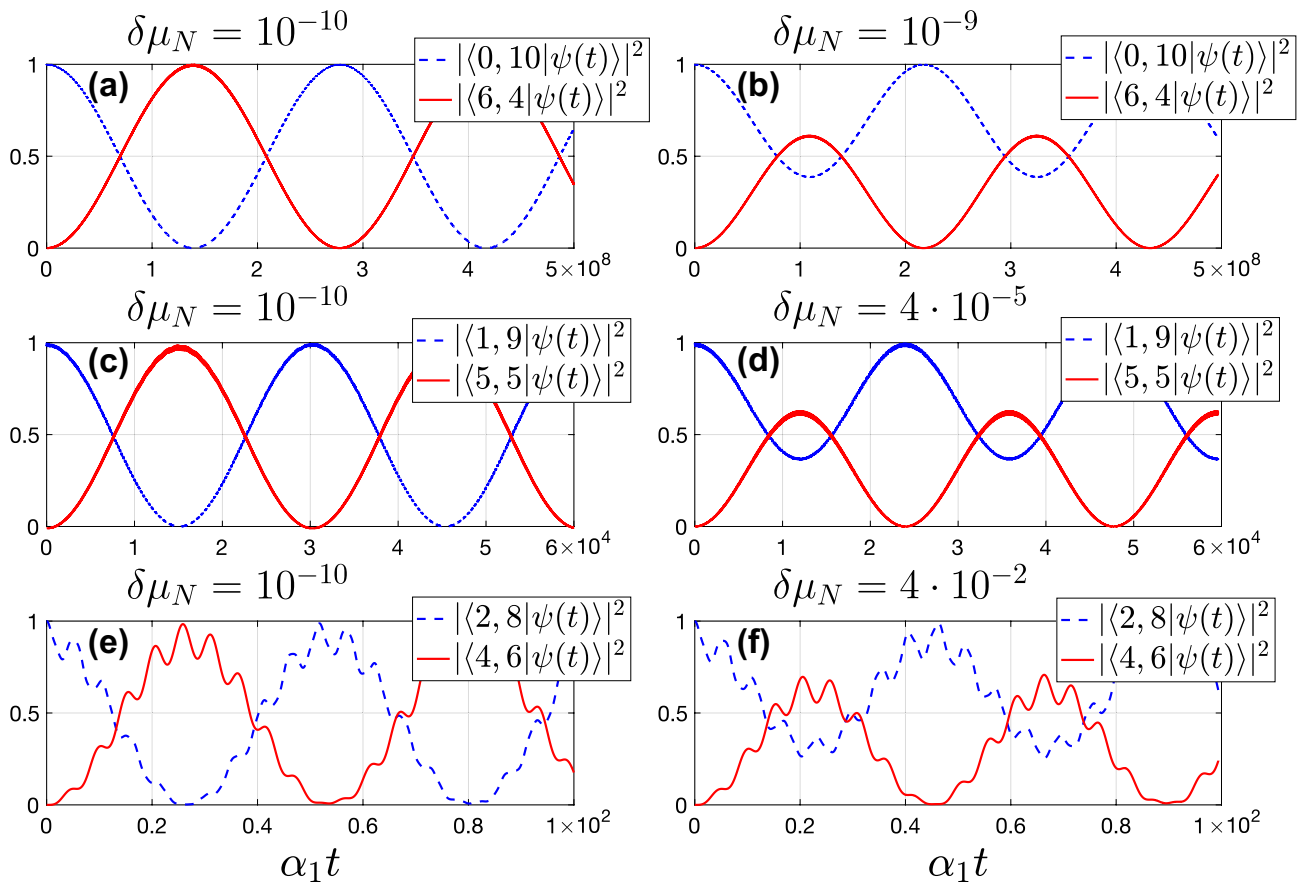 δμ_N = 10^{-10}
(a)
|⟨0, 10|ψ(t)⟩|²
|⟨6, 4|ψ(t)⟩|²
1
0.5
0
0 1 2 3 4 5×10^8
δμ_N = 10^{-9}
(b)
|⟨0, 10|ψ(t)⟩|²
|⟨6, 4|ψ(t)⟩|²
1
0.5
0
0 1 2 3 4 5×10^8
δμ_N = 10^{-10}
(c)
|⟨1, 9|ψ(t)⟩|²
|⟨5, 5|ψ(t)⟩|²
1
0.5
0
0 1 2 3 4 5 6×10^4
δμ_N = 4 · 10^{-5}
(d)
|⟨1, 9|ψ(t)⟩|²
|⟨5, 5|ψ(t)⟩|²
1
0.5
0
0 1 2 3 4 5 6×10^4
δμ_N = 10^{-10}
(e)
|⟨2, 8|ψ(t)⟩|²
|⟨4, 6|ψ(t)⟩|²
1
0.5
0
0 0.2 0.4 0.6 0.8 1×10^2
α₁t
δμ_N = 4 · 10^{-2}
(f)
|⟨2, 8|ψ(t)⟩|²
|⟨4, 6|ψ(t)⟩|²
1
0.5
0
0 0.2 0.4 0.6 0.8 1×10^2
α₁t